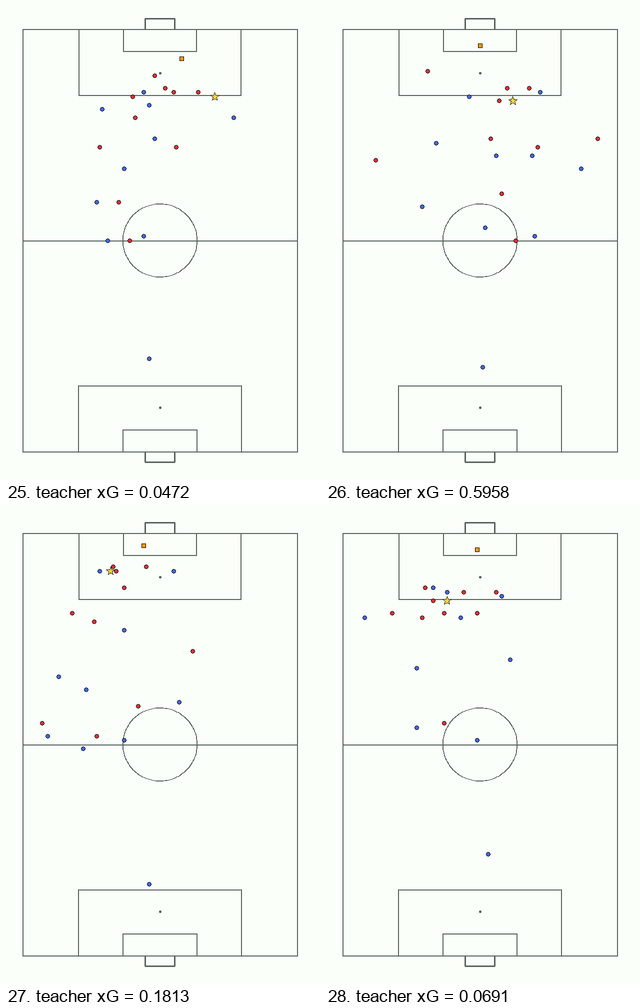 25. teacher xG = 0.0472
26. teacher xG = 0.5958
27. teacher xG = 0.1813
28. teacher xG = 0.0691